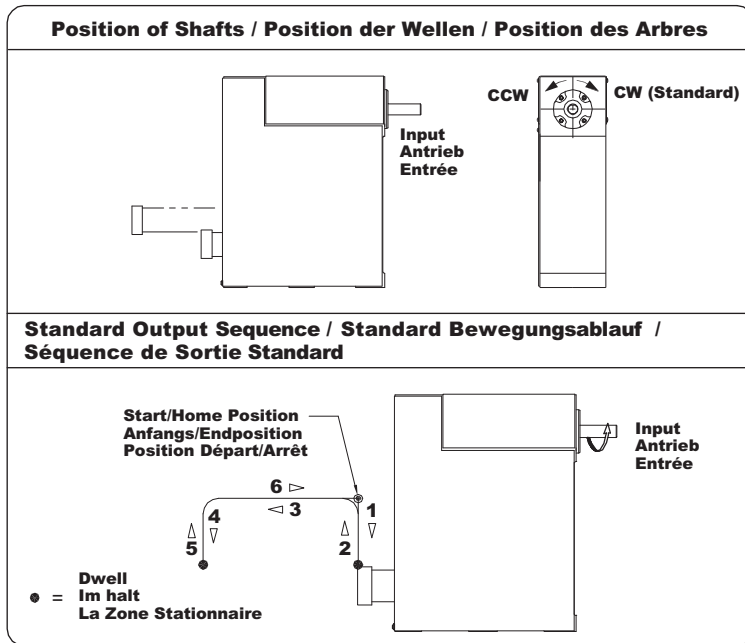 Position of Shafts / Position der Wellen / Position des Arbres
CCW
CW (Standard)
Input
Antrieb
Entrée
Standard Output Sequence / Standard Bewegungsablauf /
Séquence de Sortie Standard
Start/Home Position
Anfangs/Endposition
Position Départ/Arrêt
Input
Antrieb
Entrée
6
3
1
4
2
5
Dwell
= Im halt
La Zone Stationnaire